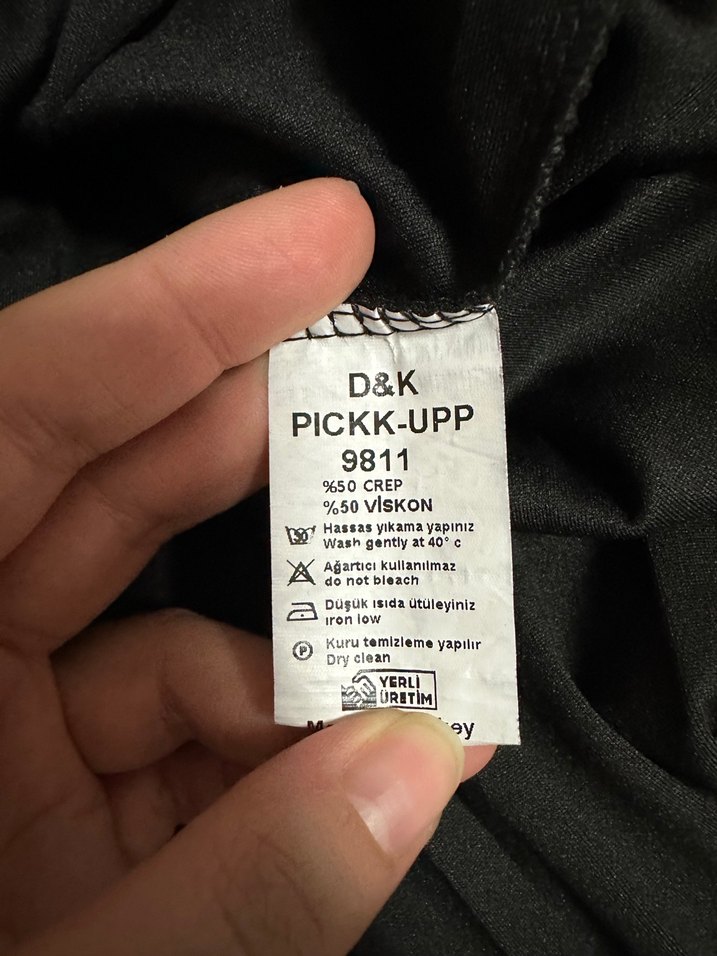 D&K
PICKK-UPP
9811
%50 CREP
%50 VİSKON
30
Hassas yıkama yapınız
Wash gently at 40° c
Ağartıcı kullanılmaz
do not bleach
Düşük ısıda ütüleyiniz
iron low
P
Kuru temizleme yapılır
Dry clean
YERLİ
ÜRETİM